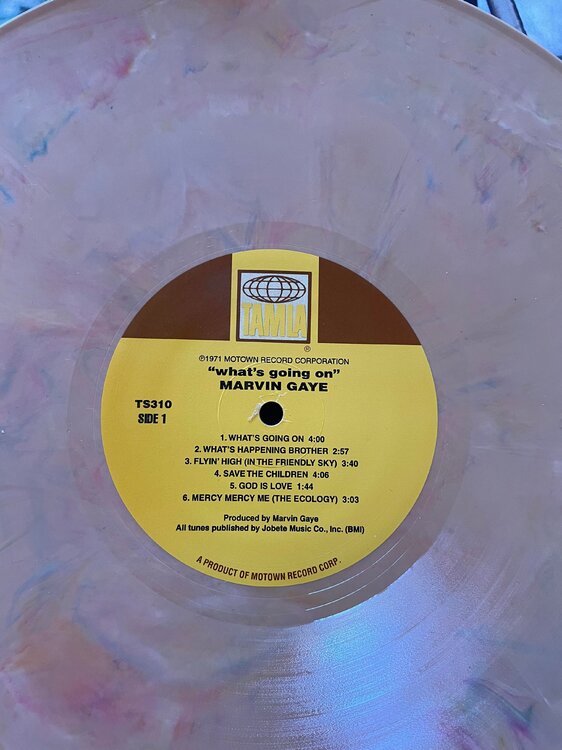 TAMLA
®
℗1971 MOTOWN RECORD CORPORATION
"what's going on"
MARVIN GAYE
TS310
SIDE 1
1. WHAT'S GOING ON 4:00
2. WHAT'S HAPPENING BROTHER 2:57
3. FLYIN' HIGH (IN THE FRIENDLY SKY) 3:40
4. SAVE THE CHILDREN 4:06
5. GOD IS LOVE 1:44
6. MERCY MERCY ME (THE ECOLOGY) 3:03
Produced by Marvin Gaye
All tunes published by Jobete Music Co., Inc. (BMI)
A PRODUCT OF MOTOWN RECORD CORP.